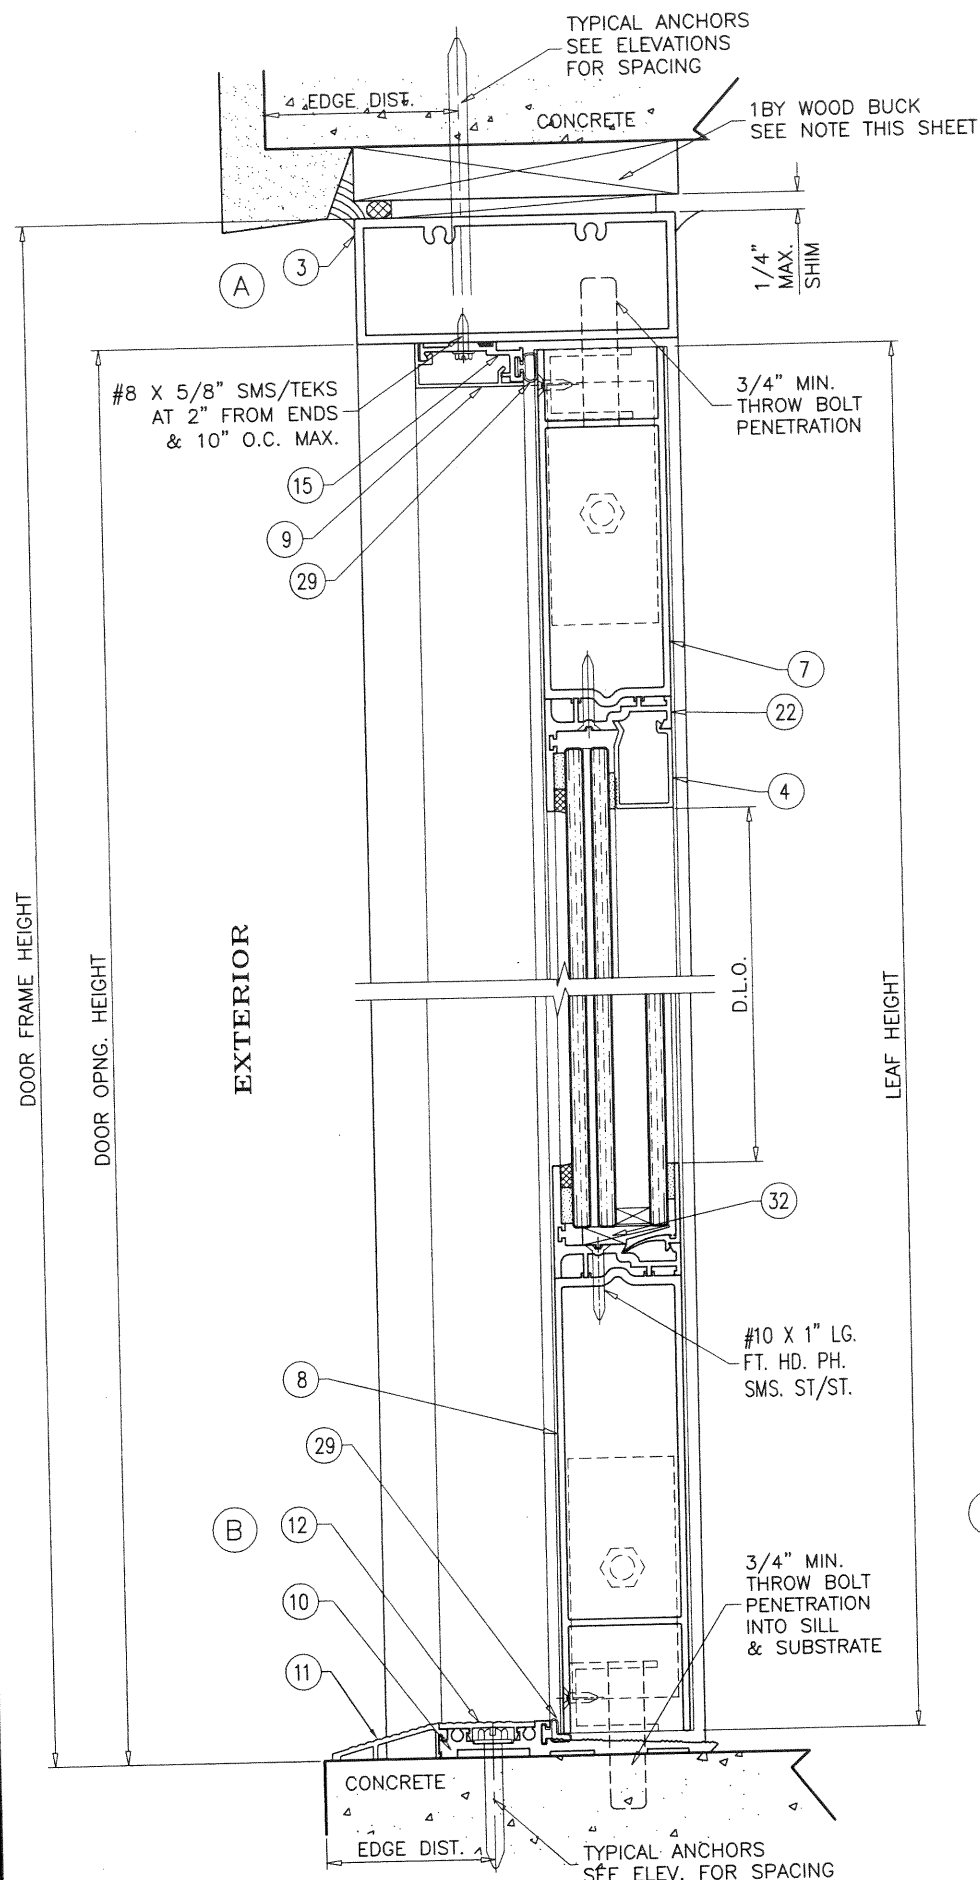 TYPICAL ANCHORS
SEE ELEVATIONS
FOR SPACING
EDGE DIST.
CONCRETE
1BY WOOD BUCK
SEE NOTE THIS SHEET
3
A
1/4"
MAX.
SHIM
#8 X 5/8" SMS/TEKS
AT 2" FROM ENDS
& 10" O.C. MAX.
3/4" MIN.
THROW BOLT
PENETRATION
15
9
29
7
22
4
DOOR FRAME HEIGHT
DOOR OPNG. HEIGHT
EXTERIOR
D.L.O.
LEAF HEIGHT
32
#10 X 1" LG.
FT. HD. PH.
SMS. ST/ST.
8
29
B
12
10
11
3/4" MIN.
THROW BOLT
PENETRATION
INTO SILL
& SUBSTRATE
CONCRETE
EDGE DIST.
TYPICAL ANCHORS
SEE ELEV. FOR SPACING